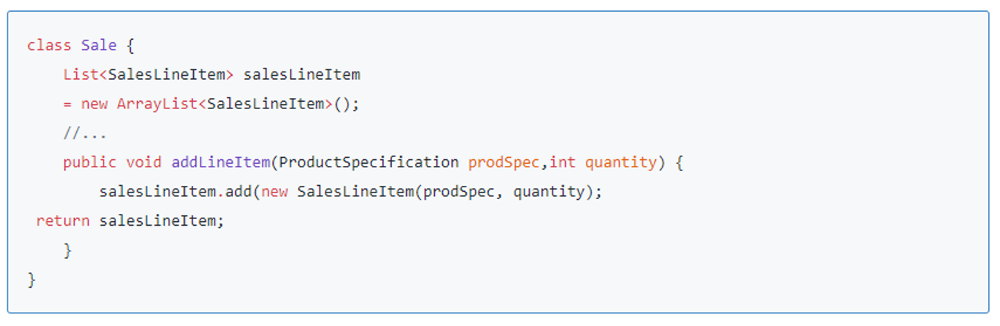 class Sale {
    List<SalesLineItem> salesLineItem
    = new ArrayList<SalesLineItem>();
    //...
    public void addLineItem(ProductSpecification prodSpec,int quantity) {
        salesLineItem.add(new SalesLineItem(prodSpec, quantity);
 return salesLineItem;
    }
}